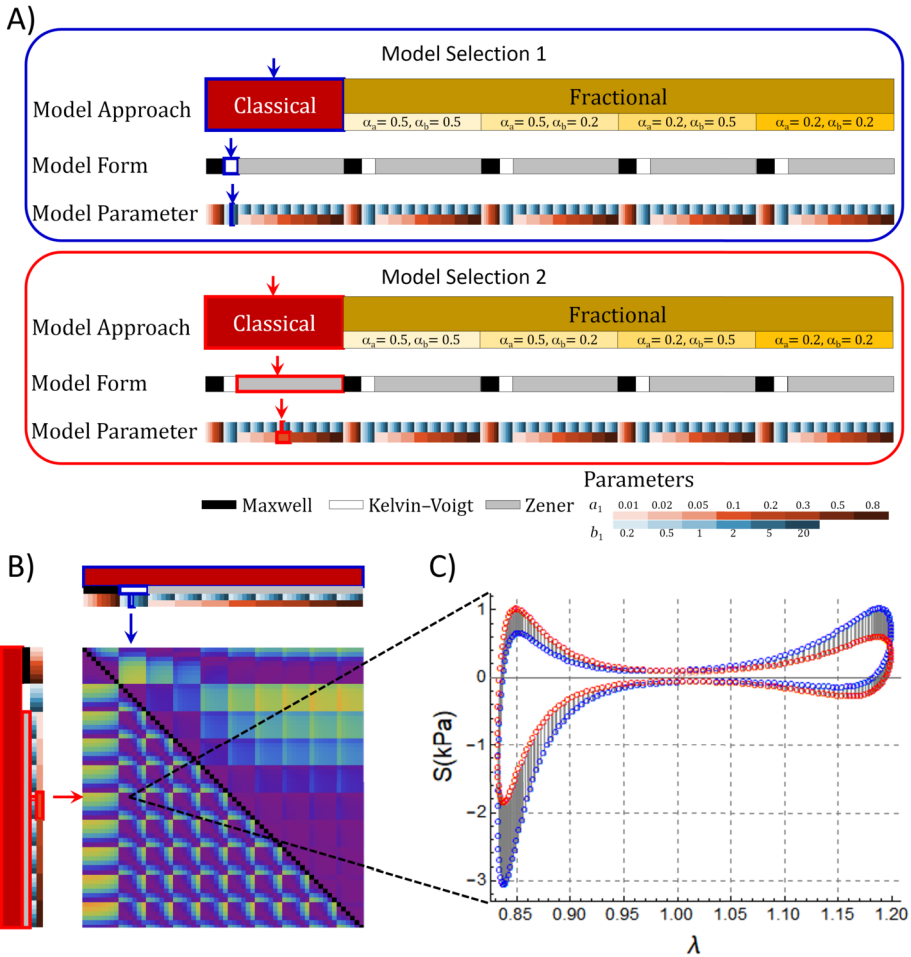 A)
Model Selection 1
Model Approach
Classical
Fractional
αa= 0.5, αb= 0.5
αa= 0.5, αb= 0.2
αa= 0.2, αb= 0.5
αa= 0.2, αb= 0.2
Model Form
Model Parameter
Model Selection 2
Model Approach
Classical
Fractional
αa= 0.5, αb= 0.5
αa= 0.5, αb= 0.2
αa= 0.2, αb= 0.5
αa= 0.2, αb= 0.2
Model Form
Model Parameter
Maxwell
Kelvin–Voigt
Zener
Parameters
a1 0.01 0.02 0.05 0.1 0.2 0.3 0.5 0.8
b1 0.2 0.5 1 2 5 20
B)
C)
S(kPa)
1
0
−1
−2
−3
0.85 0.90 0.95 1.00 1.05 1.10 1.15 1.20
λ